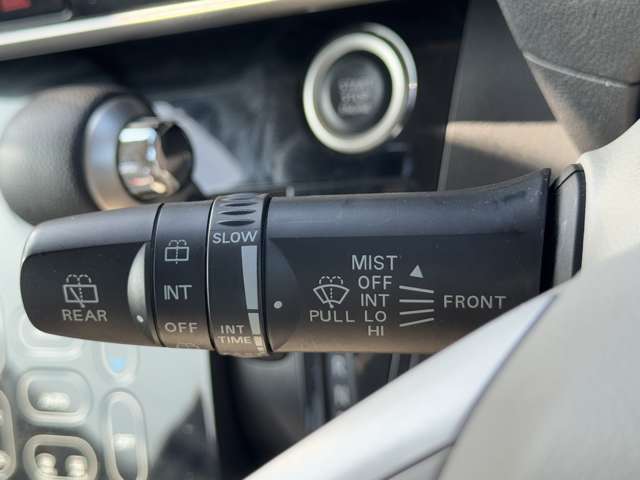 REAR
INT
OFF
SLOW
INT
TIME
PULL
MIST
OFF
INT
LO
HI
FRONT